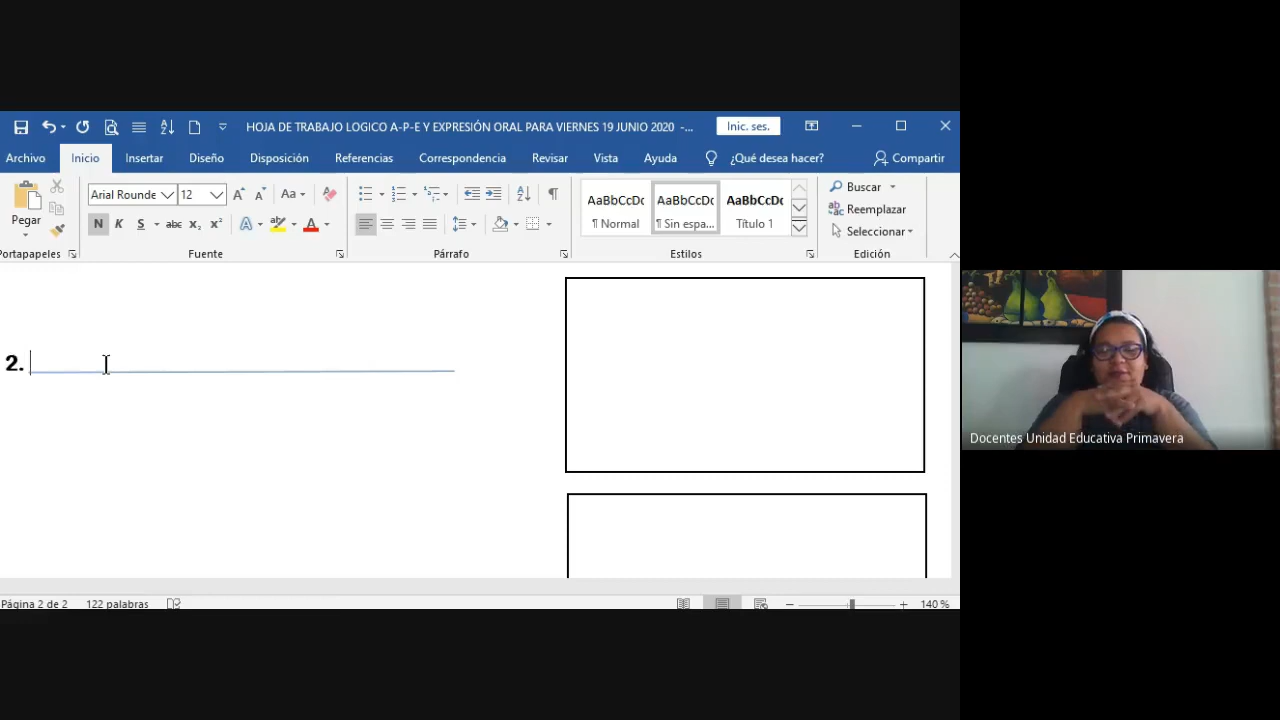 HOJA DE TRABAJO LOGICO A-P-E Y EXPRESIÓN ORAL PARA VIERNES 19 JUNIO 2020 -...
Inic. ses.
Archivo Inicio Insertar Diseño Disposición Referencias Correspondencia Revisar Vista Ayuda ¿Qué desea hacer? Compartir
Arial Rounde 12 Aa
Pegar
N K S abc x₂ x² A A
AaBbCcDc AaBbCcDc AaBbCcDc
¶ Normal ¶ Sin espa... Título 1
Buscar
Reemplazar
Seleccionar
Portapapeles Fuente Párrafo Estilos Edición
2.
Docentes Unidad Educativa Primavera
Página 2 de 2 122 palabras 140 %